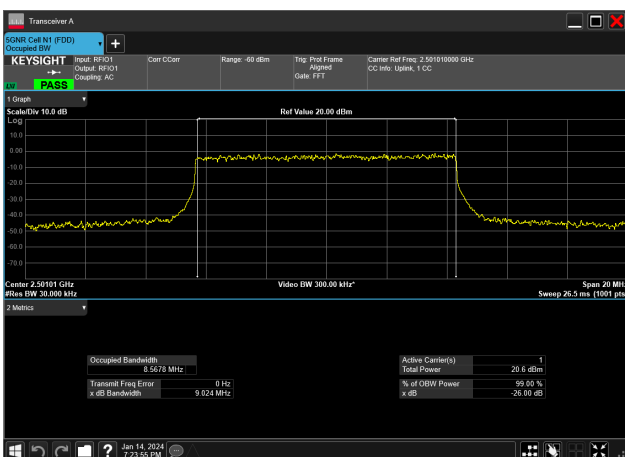 Transceiver A
5GNR Cell N1 (FDD)
Occupied BW
KEYSIGHT
Input: RFIO1
Output: RFIO1
Coupling: AC
Corr CCorr
Range: -60 dBm
Trig: Prot Frame
Aligned
Gate: FFT
Carrier Ref Freq: 2.501010000 GHz
CC Info: Uplink, 1 CC
LXI
PASS
1 Graph
Scale/Div 10.0 dB
Ref Value 20.00 dBm
Log
10.0
0.00
-10.0
-20.0
-30.0
-40.0
-50.0
-60.0
-70.0
Center 2.50101 GHz
Video BW 300.00 kHz*
Span 20 MHz
#Res BW 30.000 kHz
Sweep 26.5 ms (1001 pts
2 Metrics
Occupied Bandwidth
8.5678 MHz
Active Carrier(s) 1
Total Power 20.6 dBm
Transmit Freq Error 0 Hz
x dB Bandwidth 9.024 MHz
% of OBW Power 99.00 %
x dB -26.00 dB
Jan 14, 2024
7:23:55 PM